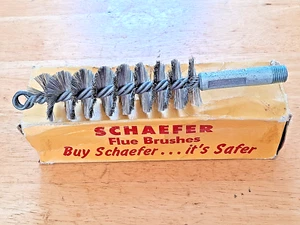 SCHAEFER
Flue Brushes
Buy Schaefer... it's Safer